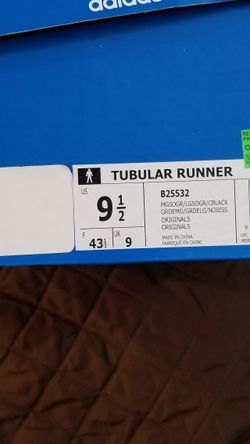 adidas
TUBULAR RUNNER
US
9 1/2
F
43 1/3
UK
9
B25532
MGSOGR/LGSOGR/CBLACK
GRDEMG/GRDELG/NOIESS
ORIGINALS
ORIGINALS
MADE IN CHINA
FABRIQUÉ EN CHINE
UPC